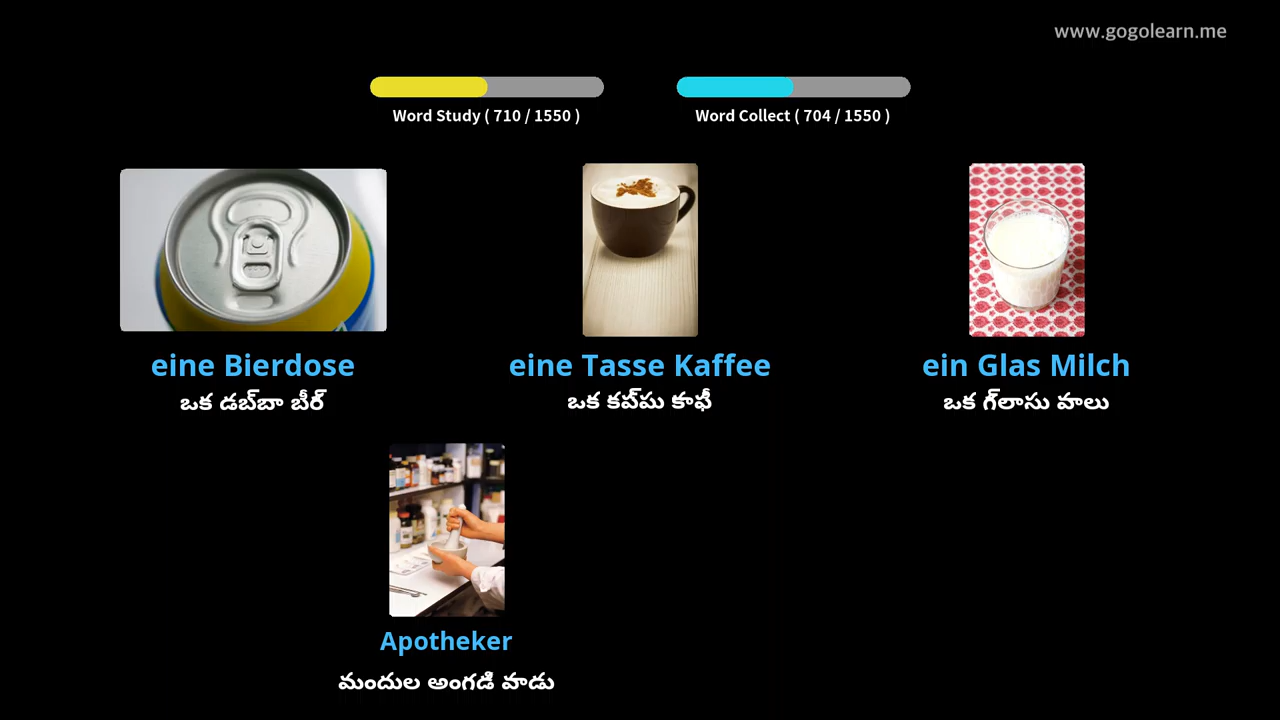 www.gogolearn.me
Word Study ( 710 / 1550 )
Word Collect ( 704 / 1550 )
eine Bierdose
eine Tasse Kaffee
ein Glas Milch
ఒక డబ్‌బా బీర్
ఒక కప్‌పు కాఫీ
ఒక గ్‌లాసు పాలు
Apotheker
మందుల అంగడి వాడు